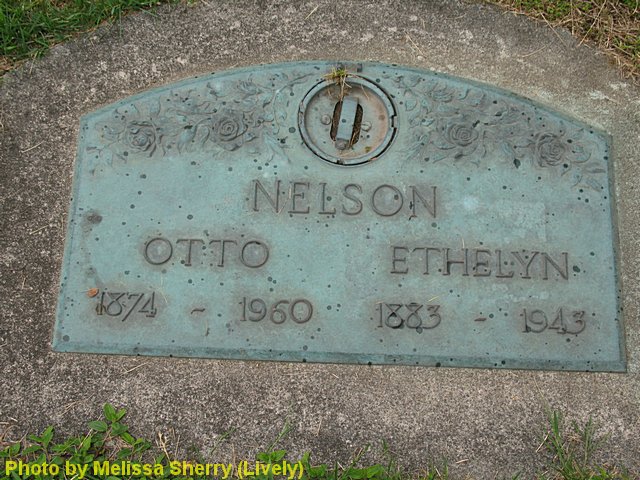 NELSON
OTTO ETHELYN
1874 ~ 1960 1883 ~ 1943
Photo by Melissa Sherry (Lively)